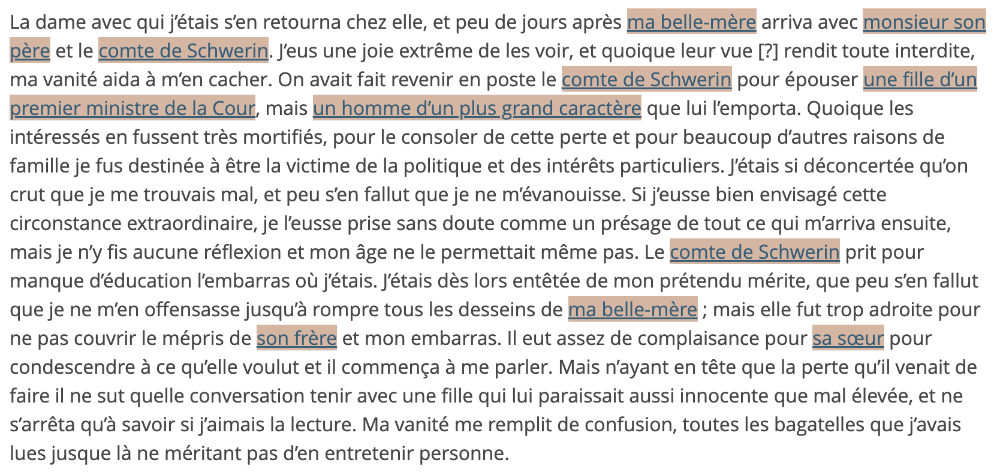 La dame avec qui j’étais s’en retourna chez elle, et peu de jours après ma belle-mère arriva avec monsieur son
père et le comte de Schwerin. J’eus une joie extrême de les voir, et quoique leur vue [?] rendit toute interdite,
ma vanité aida à m’en cacher. On avait fait revenir en poste le comte de Schwerin pour épouser une fille d’un
premier ministre de la Cour, mais un homme d’un plus grand caractère que lui l’emporta. Quoique les
intéressés en fussent très mortifiés, pour le consoler de cette perte et pour beaucoup d’autres raisons de
famille je fus destinée à être la victime de la politique et des intérêts particuliers. J’étais si déconcertée qu’on
crut que je me trouvais mal, et peu s’en fallut que je ne m’évanouisse. Si j’eusse bien envisagé cette
circonstance extraordinaire, je l’eusse prise sans doute comme un présage de tout ce qui m’arriva ensuite,
mais je n’y fis aucune réflexion et mon âge ne le permettait même pas. Le comte de Schwerin prit pour
manque d’éducation l’embarras où j’étais. J’étais dès lors entêtée de mon prétendu mérite, que peu s’en fallut
que je ne m’en offensasse jusqu’à rompre tous les desseins de ma belle-mère ; mais elle fut trop adroite pour
ne pas couvrir le mépris de son frère et mon embarras. Il eut assez de complaisance pour sa sœur pour
condescendre à ce qu’elle voulut et il commença à me parler. Mais n’ayant en tête que la perte qu’il venait de
faire il ne sut quelle conversation tenir avec une fille qui lui paraissait aussi innocente que mal élevée, et ne
s’arrêta qu’à savoir si j’aimais la lecture. Ma vanité me remplit de confusion, toutes les bagatelles que j’avais
lues jusque là ne méritant pas d’en entretenir personne.